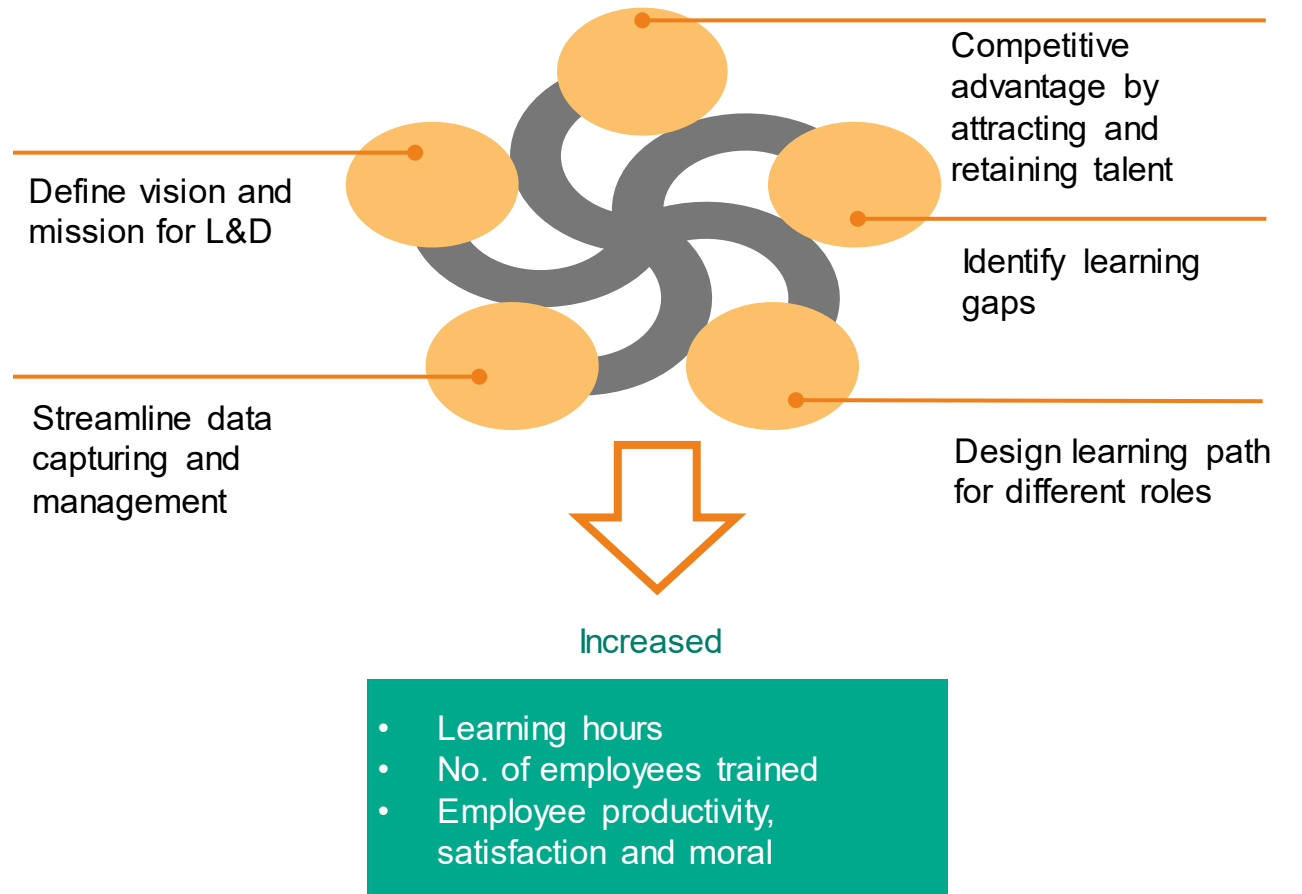 Competitive
advantage by
attracting and
retaining talent
Define vision and
mission for L&D
Identify learning
gaps
Streamline data
capturing and
management
Design learning path
for different roles
Increased
• Learning hours
• No. of employees trained
• Employee productivity,
satisfaction and moral